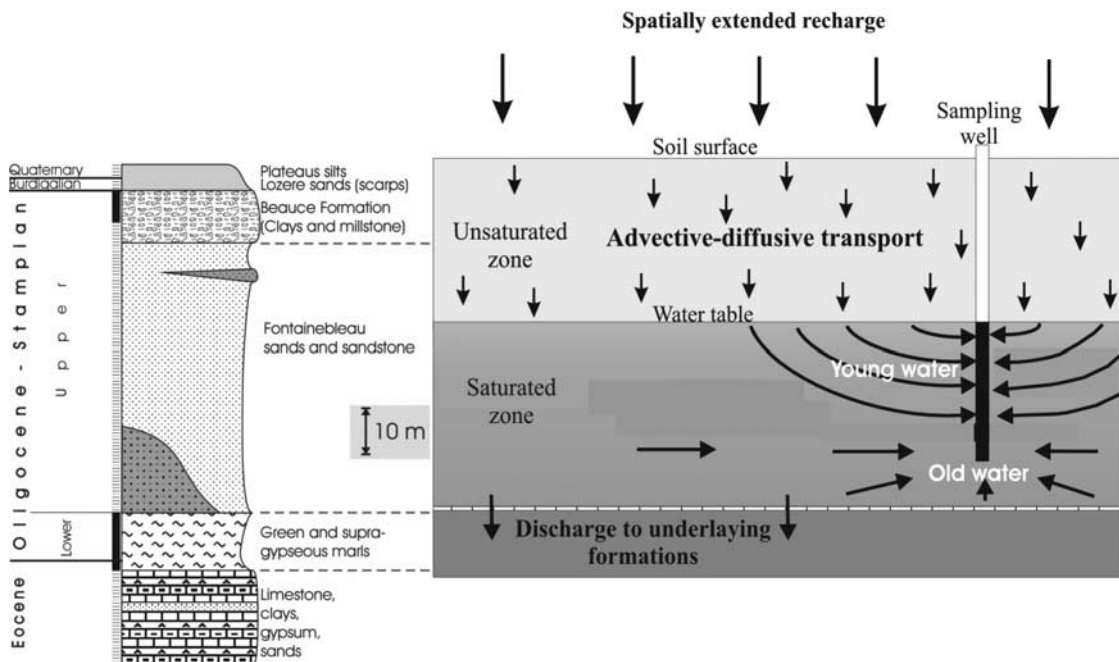 Spatially extended recharge
Sampling
well
Soil surface
Quaternary
Burdigalian
Plateaus silts
Lozere sands (scarps)
Beauce Formation
(Clays and millstone)
Unsaturated
zone
Advective-diffusive transport
Water table
Oligocene-Stampian
Upper
Fontainebleau
sands and sandstone
Young water
Saturated
zone
10 m
Old water
Lower
Green and supra-
gypseous marls
Discharge to underlaying
formations
Eocene
Limestone,
clays,
gypsum,
sands